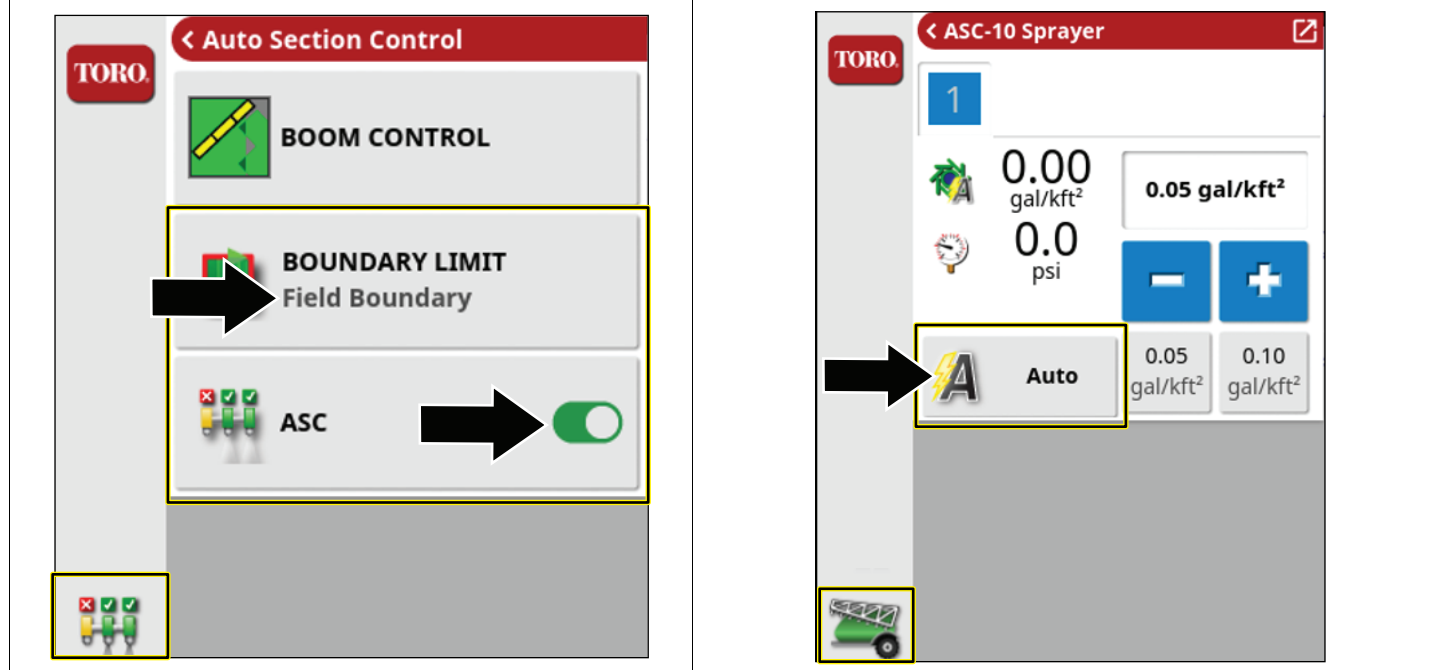 TORO.
< Auto Section Control
BOOM CONTROL
BOUNDARY LIMIT
Field Boundary
ASC
TORO.
< ASC-10 Sprayer
1
0.00
gal/kft²
0.05 gal/kft²
0.0
psi
A
Auto
0.05
gal/kft²
0.10
gal/kft²